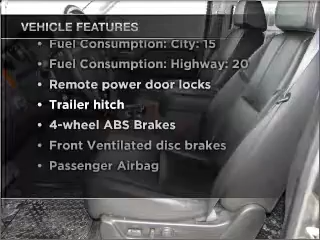 VEHICLE FEATURES
• Fuel Consumption: City: 15
• Fuel Consumption: Highway: 20
• Remote power door locks
• Trailer hitch
• 4-wheel ABS Brakes
• Front Ventilated disc brakes
• Passenger Airbag